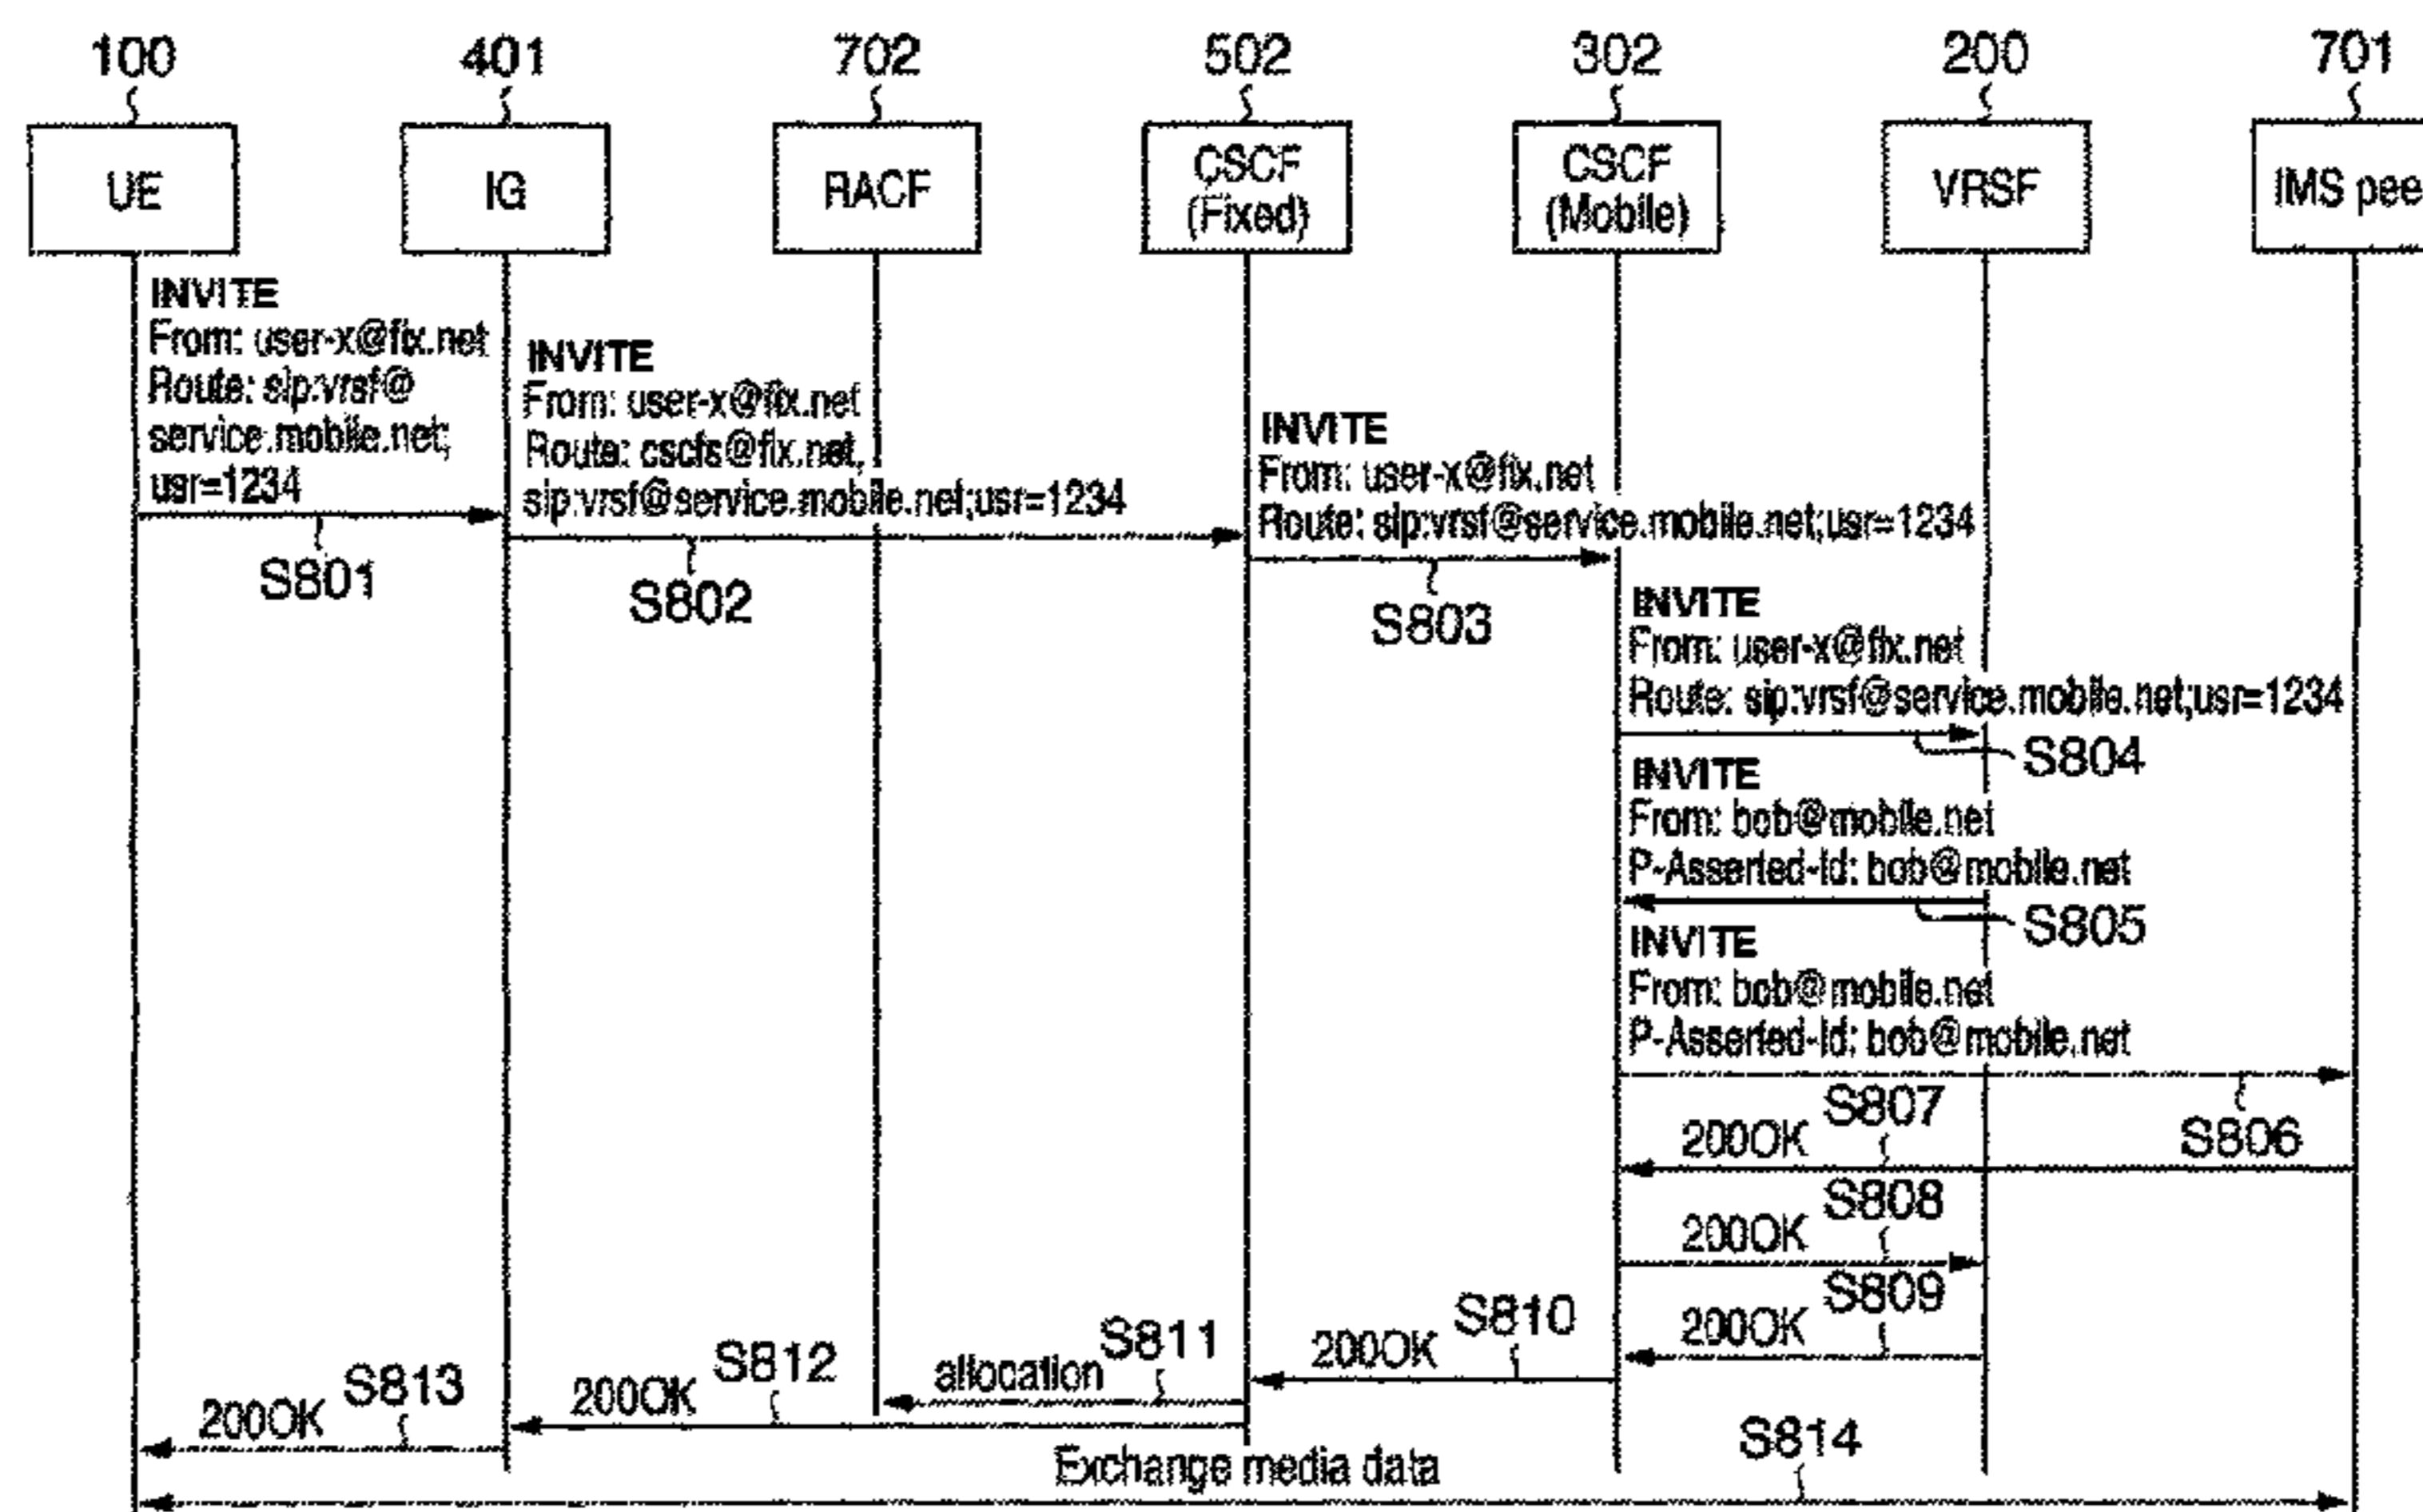 100
401
702
502
302
200
701
UE
IG
RACF
CSCF
(Fixed)
CSCF
(Mobile)
VRSF
IMS pee
INVITE
From: user-x@fix.net
Route: sip:vrsf@
service.mobile.net;
usr=1234
S801
INVITE
From: user-x@fix.net
Route: cscfs@fix.net,
sip:vrsf@service.mobile.net;usr=1234
S802
INVITE
From: user-x@fix.net
Route: sip:vrsf@service.mobile.net;usr=1234
S803
INVITE
From: user-x@fix.net
Route: sip:vrsf@service.mobile.net;usr=1234
S804
INVITE
From: bob@mobile.net
P-Asserted-Id: bob@mobile.net
S805
INVITE
From: bob@mobile.net
P-Asserted-Id: bob@mobile.net
S806
200OK
S807
200OK
S808
200OK
S809
200OK
S810
allocation
S811
200OK
S812
200OK
S813
Exchange media data
S814